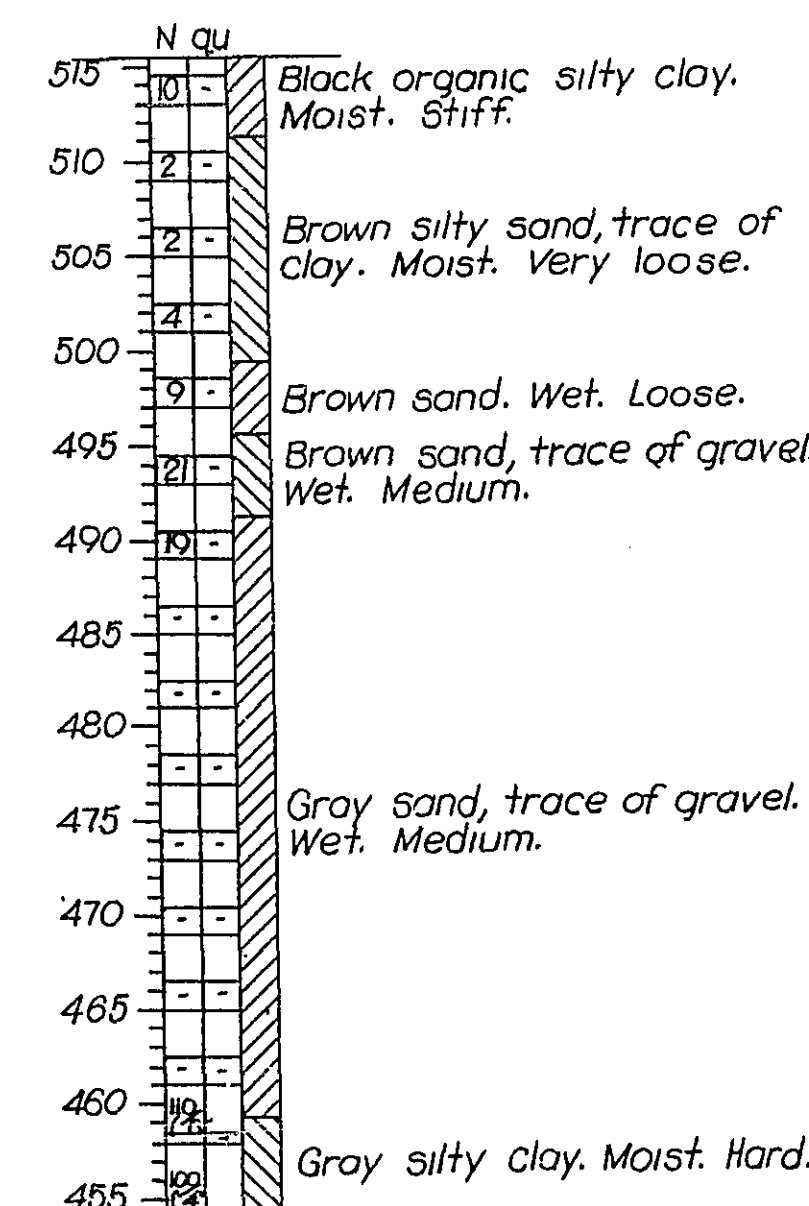 N qu
515
10 -
Black organic silty clay.
Moist. Stiff.
510
2 -
Brown silty sand, trace of
clay. Moist. Very loose.
2 -
505
4 -
500
9 -
Brown sand. Wet. Loose.
495
Brown sand, trace of gravel.
Wet. Medium.
21 -
490
19 -
- -
485
- -
480
- -
475
Gray sand, trace of gravel.
Wet. Medium.
- -
470
- -
- -
465
- -
460
110
-
Gray silty clay. Moist. Hard.
100
455